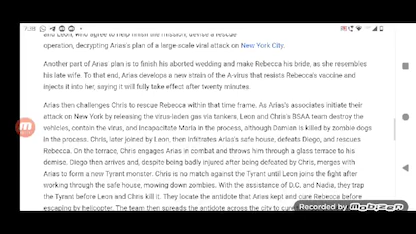 7:20
and Leon, who agree to help finish the mission, devise a rescue
operation, decrypting Arias's plan of a large-scale viral attack on New York City.
Another part of Arias' plan is to finish his aborted wedding and make Rebecca his bride, as she resembles
his late wife. To that end, Arias develops a new strain of the A-virus that resists Rebecca's vaccine and
injects it into her, saying it will fully take effect after twenty minutes.
Arias then challenges Chris to rescue Rebecca within that time frame. As Arias's associates initiate their
attack on New York by releasing the virus-laden gas via tankers, Leon and Chris's BSAA team destroy the
vehicles, contain the virus, and incapacitate Maria in the process, although Damian is killed by zombie dogs
in the process. Chris, later joined by Leon, then infiltrates Arias's safe house, defeats Diego, and rescues
Rebecca. On the terrace, Chris engages Arias in combat and throws him through a glass terrace to his
demise. Diego then arrives and, despite being badly injured after being defeated by Chris, merges with
Arias to form a new Tyrant monster. Chris is no match against the Tyrant until Leon joins the fight after
working through the safe house, mowing down zombies. With the assistance of D.C. and Nadia, they trap
the Tyrant before Leon and Chris kill it. They locate the antidote that Arias kept and cure Rebecca before
escaping by helicopter. The team then spreads the antidote across the city to cure
Recorded by Mobizen